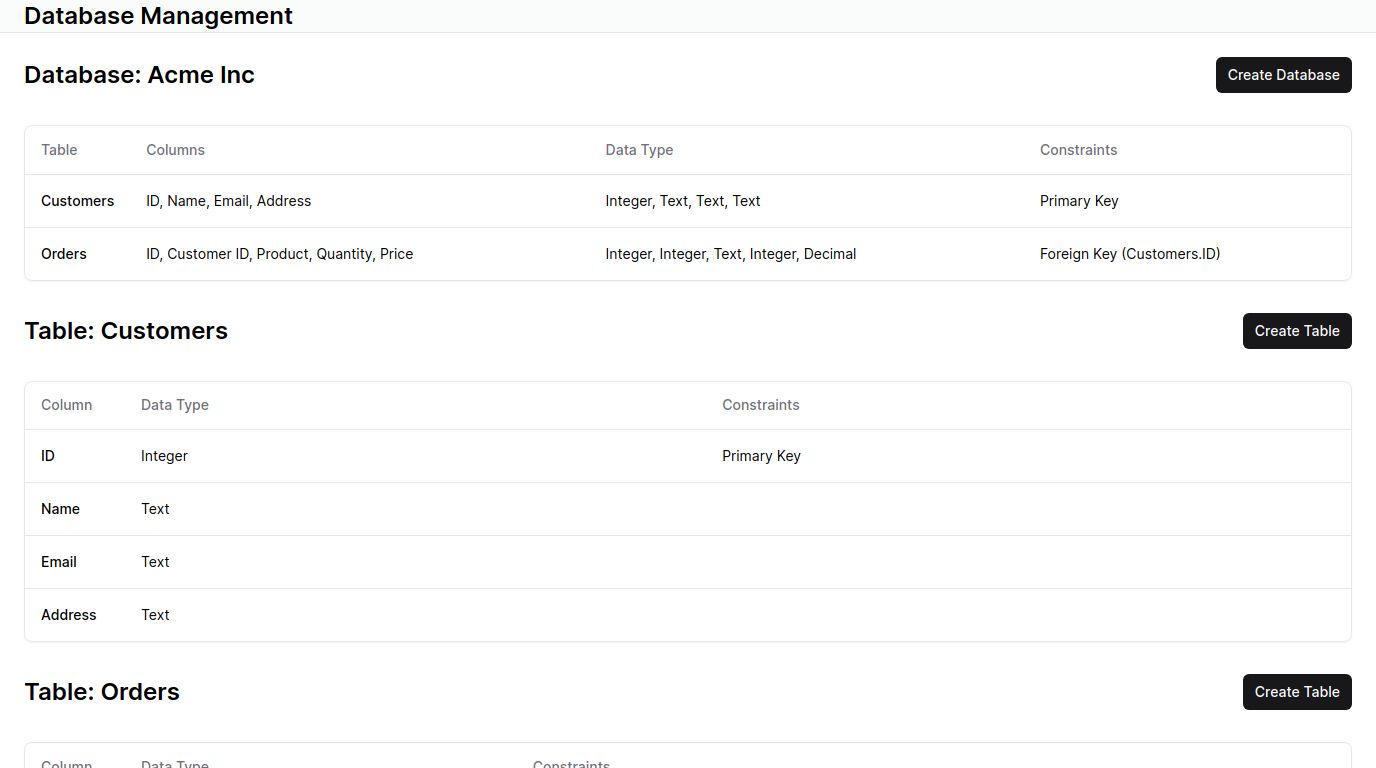 Database Management
Database: Acme Inc
Create Database
Table Columns Data Type Constraints
Customers ID, Name, Email, Address Integer, Text, Text, Text Primary Key
Orders ID, Customer ID, Product, Quantity, Price Integer, Integer, Text, Integer, Decimal Foreign Key (Customers.ID)
Table: Customers
Create Table
Column Data Type Constraints
ID Integer Primary Key
Name Text
Email Text
Address Text
Table: Orders
Create Table
Column Data Type Constraints